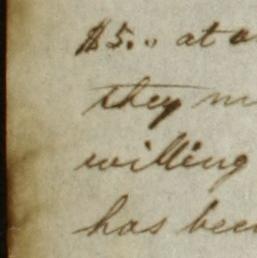 $5.. at
they
willing
has been